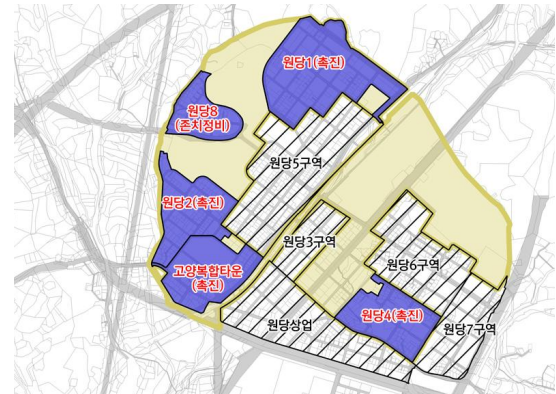 원당1(촉진)
원당8
(존치정비)
원당5구역
원당2(촉진)
원당3구역
고양복합타운
(촉진)
원당6구역
원당상업
원당4(촉진)
원당7구역